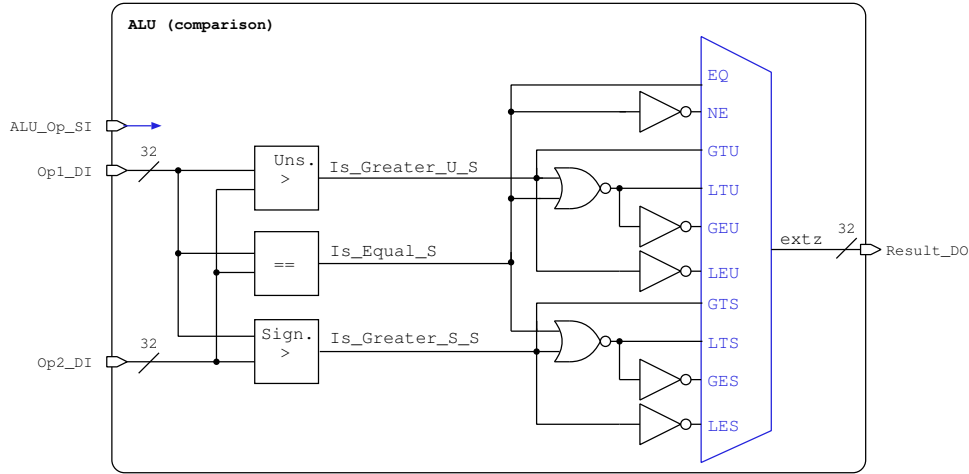 ALU (comparison)
EQ
NE
ALU_Op_SI
32
Op1_DI
Uns.
>
Is_Greater_U_S
GTU
LTU
GEU
==
Is_Equal_S
extz
32
Result_DO
LEU
GTS
Sign.
>
Is_Greater_S_S
LTS
32
Op2_DI
GES
LES